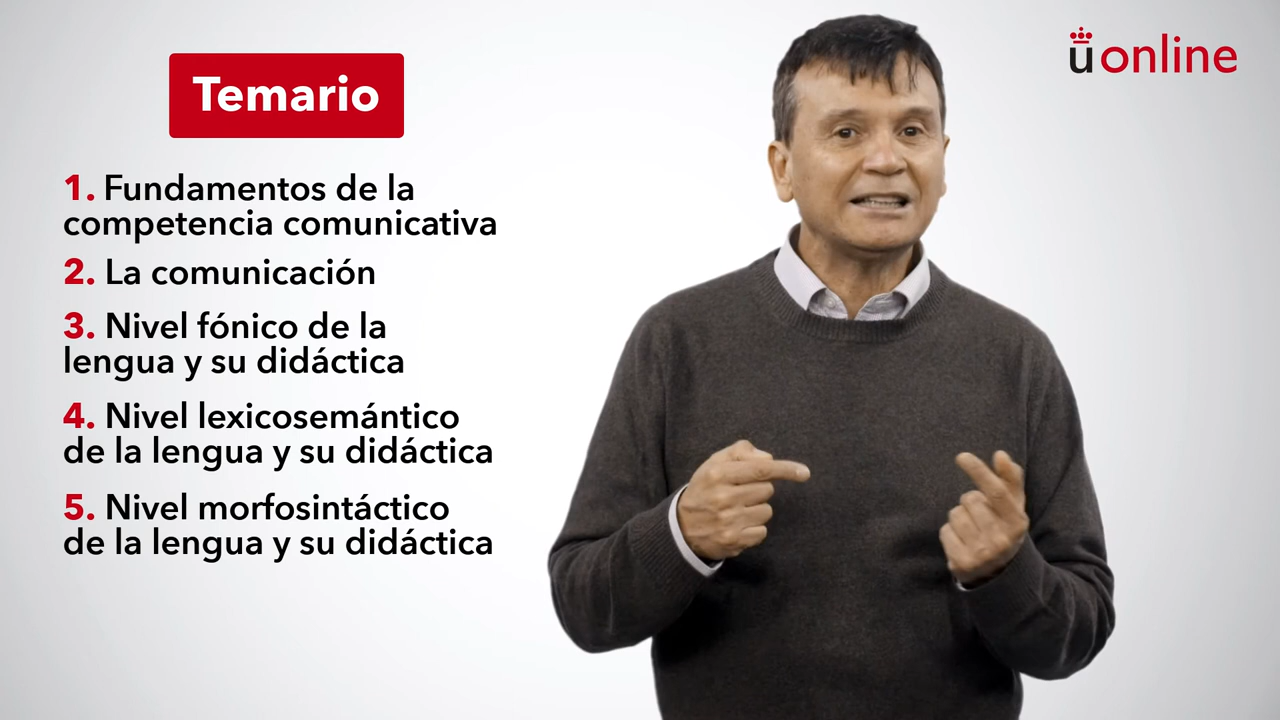 Temario
ü online
1. Fundamentos de la
competencia comunicativa
2. La comunicación
3. Nivel fónico de la
lengua y su didáctica
4. Nivel lexicosemántico
de la lengua y su didáctica
5. Nivel morfosintáctico
de la lengua y su didáctica